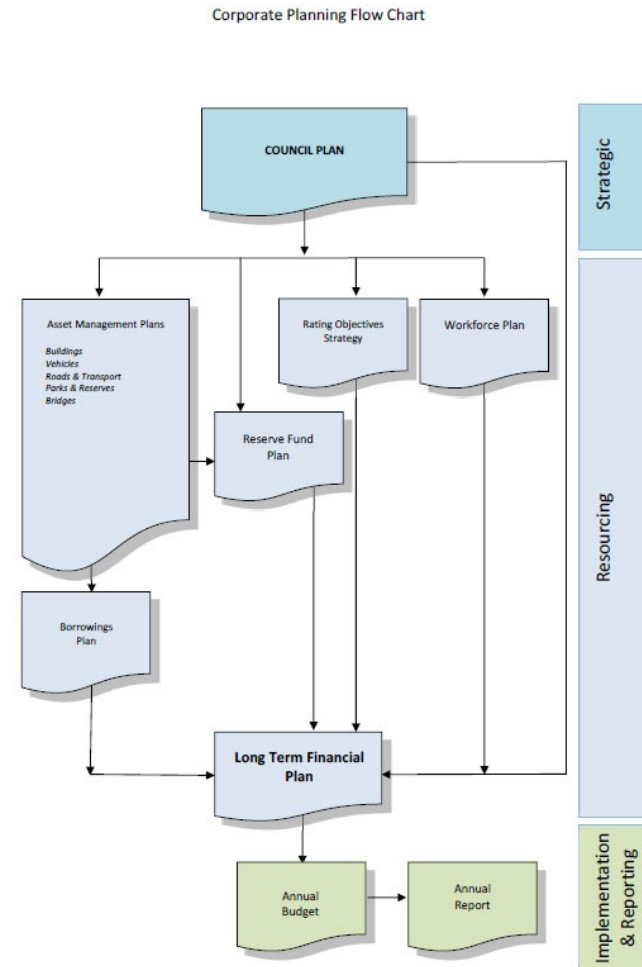 Corporate Planning Flow Chart
COUNCIL PLAN
Strategic
Asset Management Plans
Buildings
Vehicles
Roads & Transport
Parks & Reserves
Bridges
Rating Objectives
Strategy
Workforce Plan
Reserve Fund
Plan
Resourcing
Borrowings
Plan
Long Term Financial
Plan
Annual
Budget
Annual
Report
Implementation
& Reporting